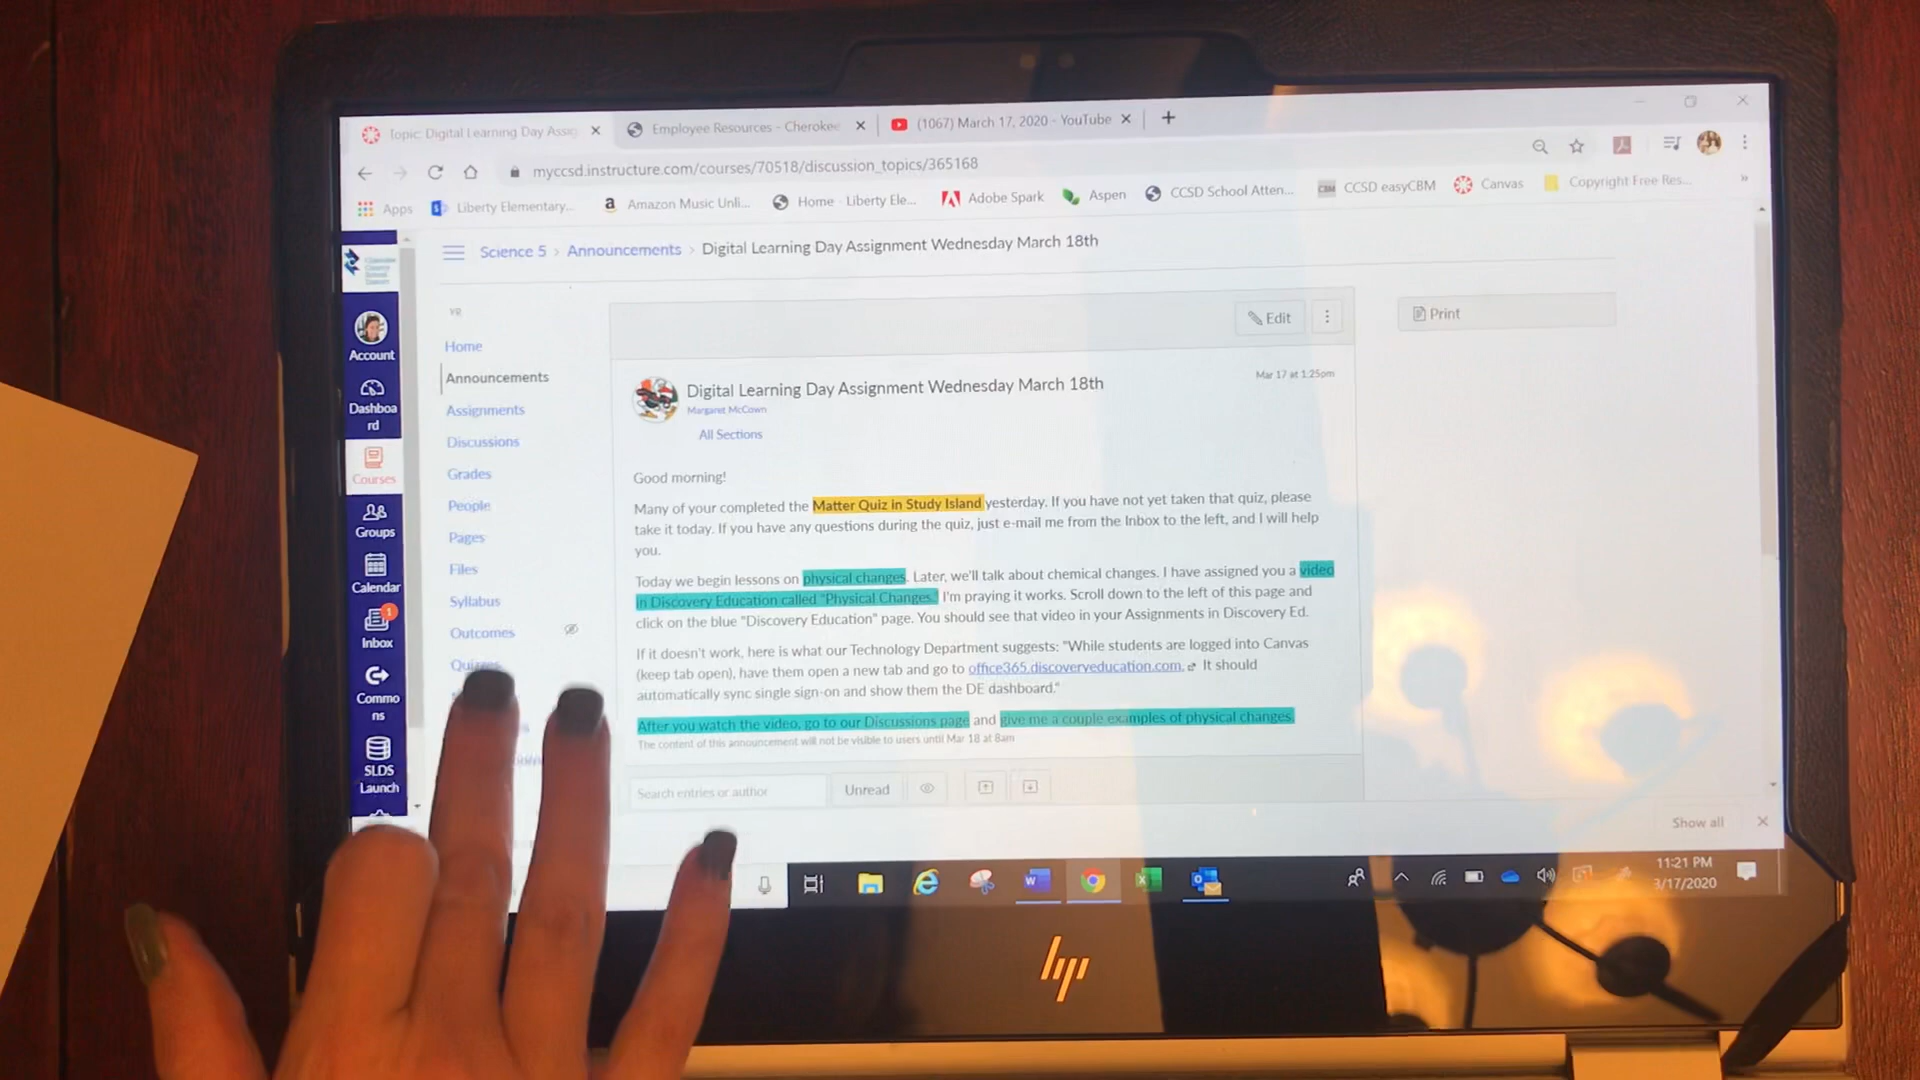 Topic: Digital Learning Day Assig
Employee Resources - Cherokee
(1067) March 17, 2020 - YouTube
myccsd.instructure.com/courses/70518/discussion_topics/365168
Apps
Liberty Elementary...
Amazon Music Unli...
Home - Liberty Ele...
Adobe Spark
Aspen
CCSD School Atten...
CBM
CCSD easyCBM
Canvas
Copyright Free Res...
Science 5 › Announcements › Digital Learning Day Assignment Wednesday March 18th
Account
Dashboa
rd
Courses
Groups
Calendar
1
Inbox
Commo
ns
SLDS
Launch
YR
Home
Announcements
Assignments
Discussions
Grades
People
Pages
Files
Syllabus
Outcomes
Quizzes
Edit
Print
Digital Learning Day Assignment Wednesday March 18th
Mar 17 at 1:25pm
Margaret McCown
All Sections
Good morning!
Many of your completed the Matter Quiz in Study Island yesterday. If you have not yet taken that quiz, please
take it today. If you have any questions during the quiz, just e-mail me from the Inbox to the left, and I will help
you.
Today we begin lessons on physical changes. Later, we'll talk about chemical changes. I have assigned you a video
in Discovery Education called "Physical Changes." I'm praying it works. Scroll down to the left of this page and
click on the blue "Discovery Education" page. You should see that video in your Assignments in Discovery Ed.
If it doesn't work, here is what our Technology Department suggests: "While students are logged into Canvas
(keep tab open), have them open a new tab and go to office365.discoveryeducation.com. It should
automatically sync single sign-on and show them the DE dashboard."
After you watch the video, go to our Discussions page and give me a couple examples of physical changes.
The content of this announcement will not be visible to users until Mar 18 at 8am
Search entries or author
Unread
Show all
11:21 PM
3/17/2020
hp